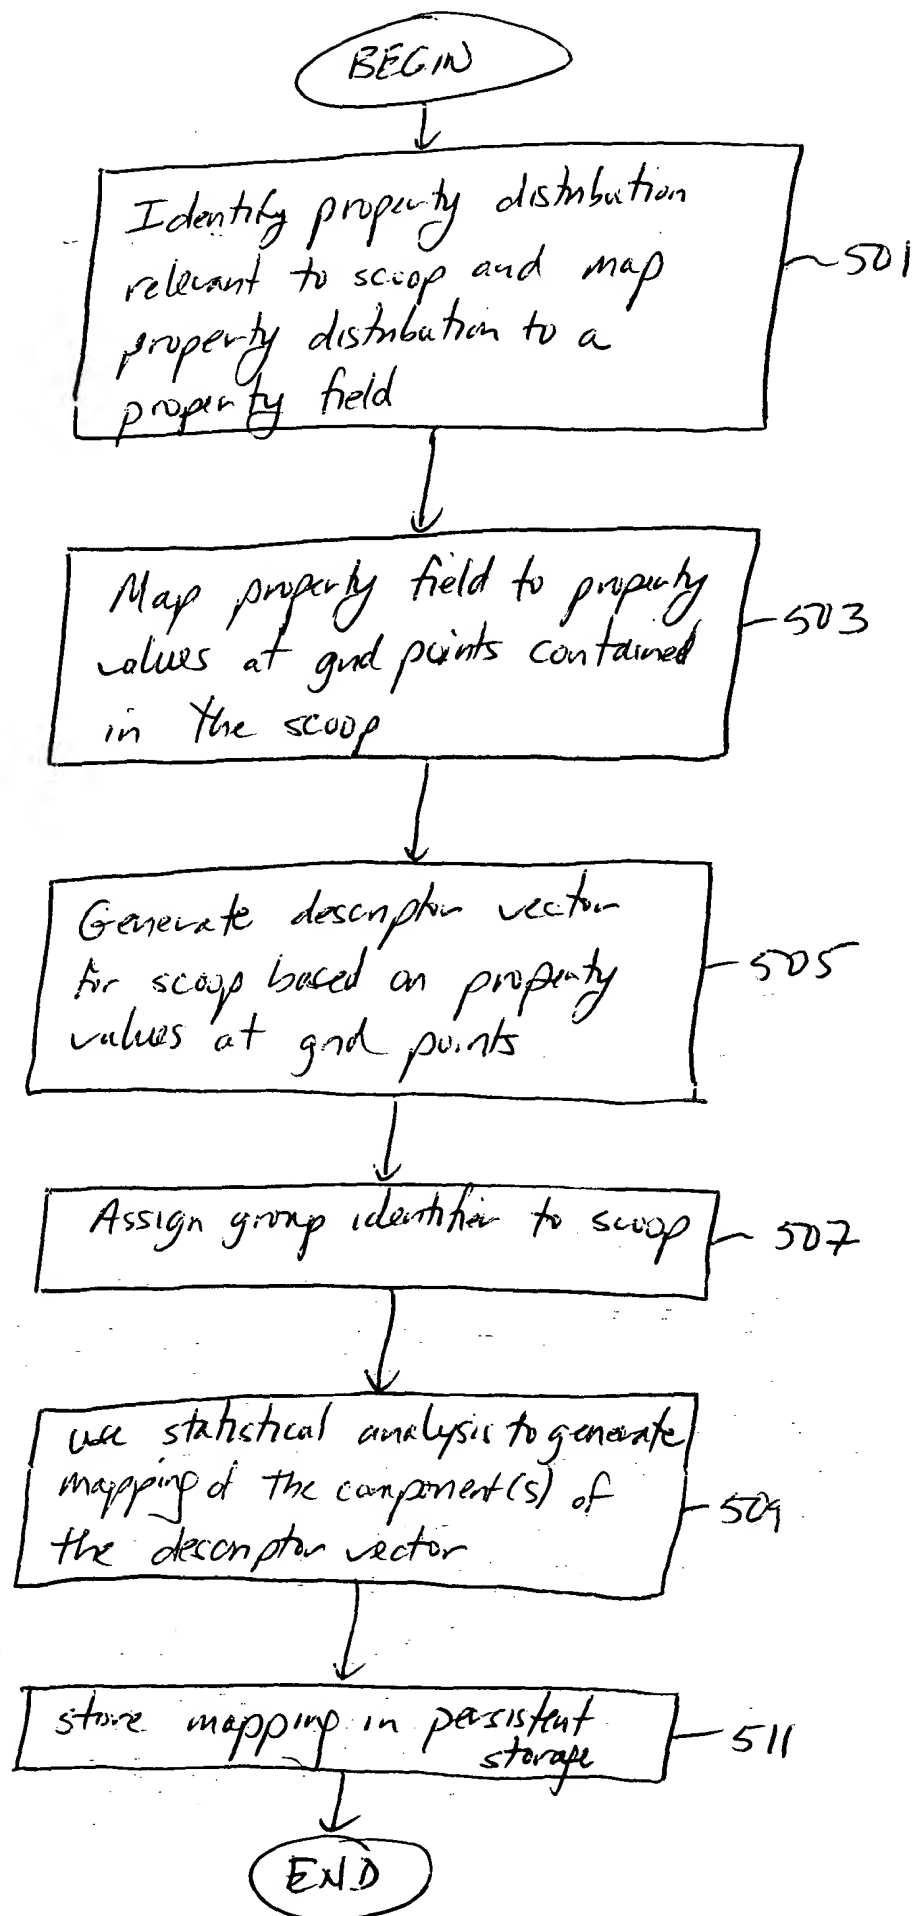 BEGIN
Identify property distribution
relevant to scoop and map
property distribution to a
property field
501
Map property field to property
values at grid points contained
in the scoop
503
Generate descriptor vector
for scoop based on property
values at grid points
505
Assign group identifier to scoop
507
use statistical analysis to generate
mapping of the component(s) of
the descriptor vector
509
store mapping in persistent
storage
511
END